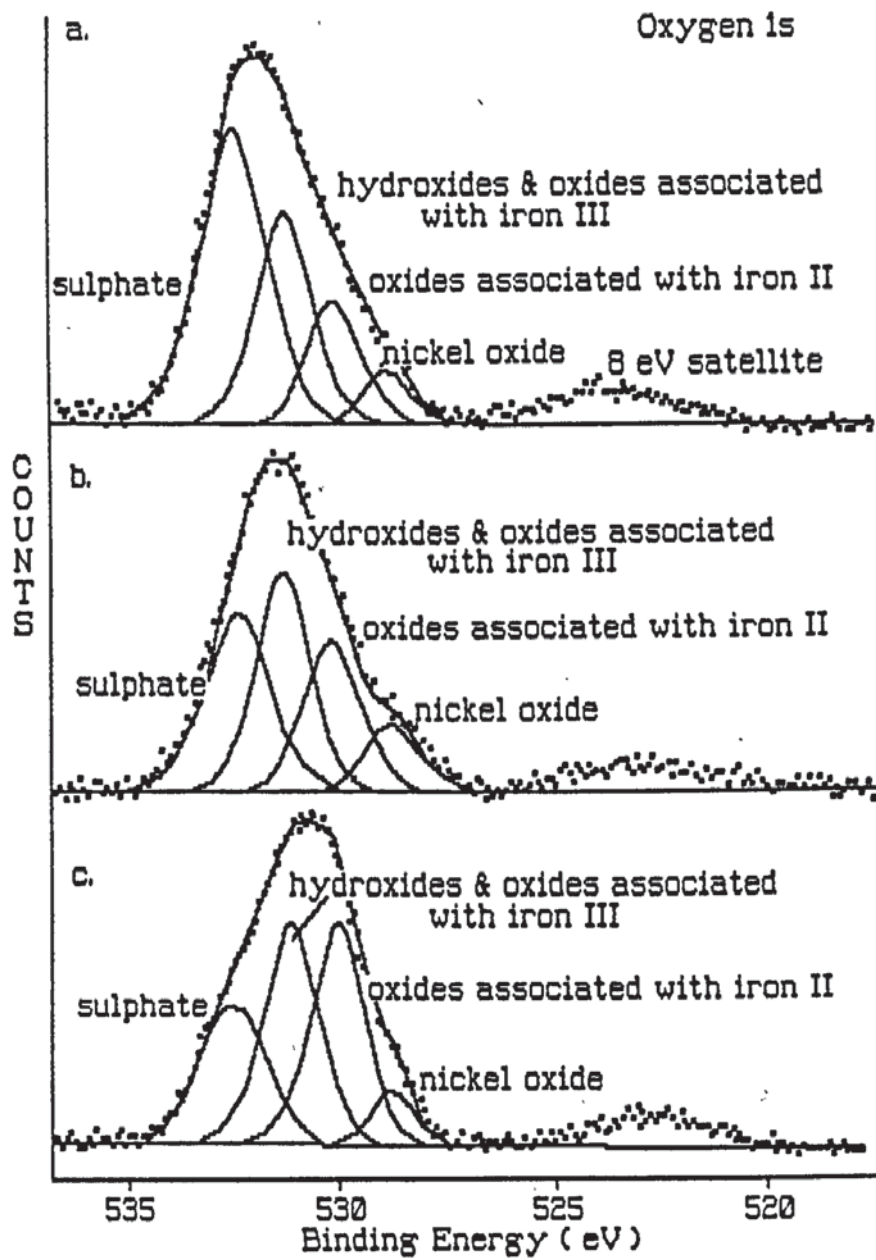 a.
Oxygen 1s
hydroxides & oxides associated
with iron III
sulphate
oxides associated with iron II
nickel oxide
8 eV satellite
COUNTS
b.
hydroxides & oxides associated
with iron III
oxides associated with iron II
sulphate
nickel oxide
c.
hydroxides & oxides associated
with iron III
oxides associated with iron II
sulphate
nickel oxide
535 530 525 520
Binding Energy ( eV )